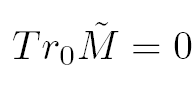 $Tr_0\tilde{M} = 0$